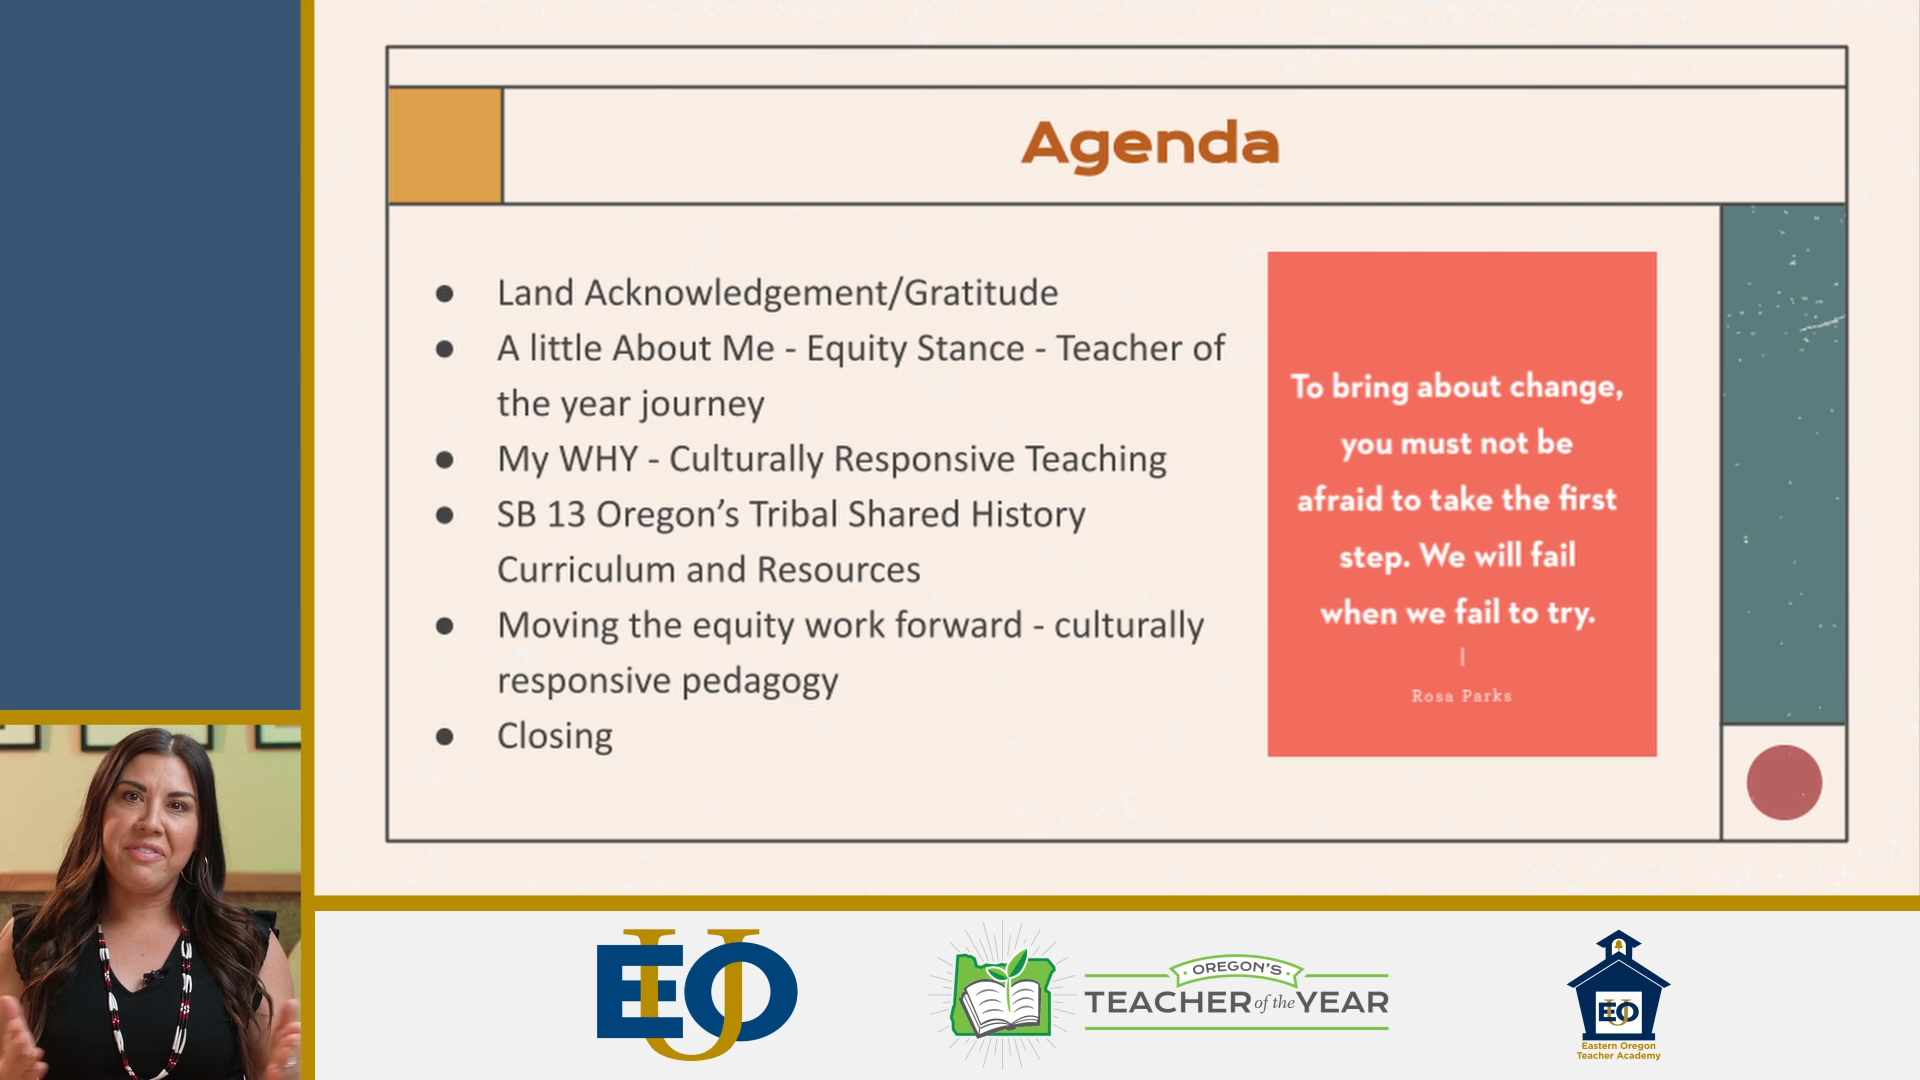 Agenda
● Land Acknowledgement/Gratitude
● A little About Me - Equity Stance - Teacher of
the year journey
● My WHY - Culturally Responsive Teaching
● SB 13 Oregon’s Tribal Shared History
Curriculum and Resources
● Moving the equity work forward - culturally
responsive pedagogy
● Closing
To bring about change,
you must not be
afraid to take the first
step. We will fail
when we fail to try.
|
Rosa Parks
EOU
OREGON'S
TEACHER of the YEAR
EOU
Eastern Oregon
Teacher Academy